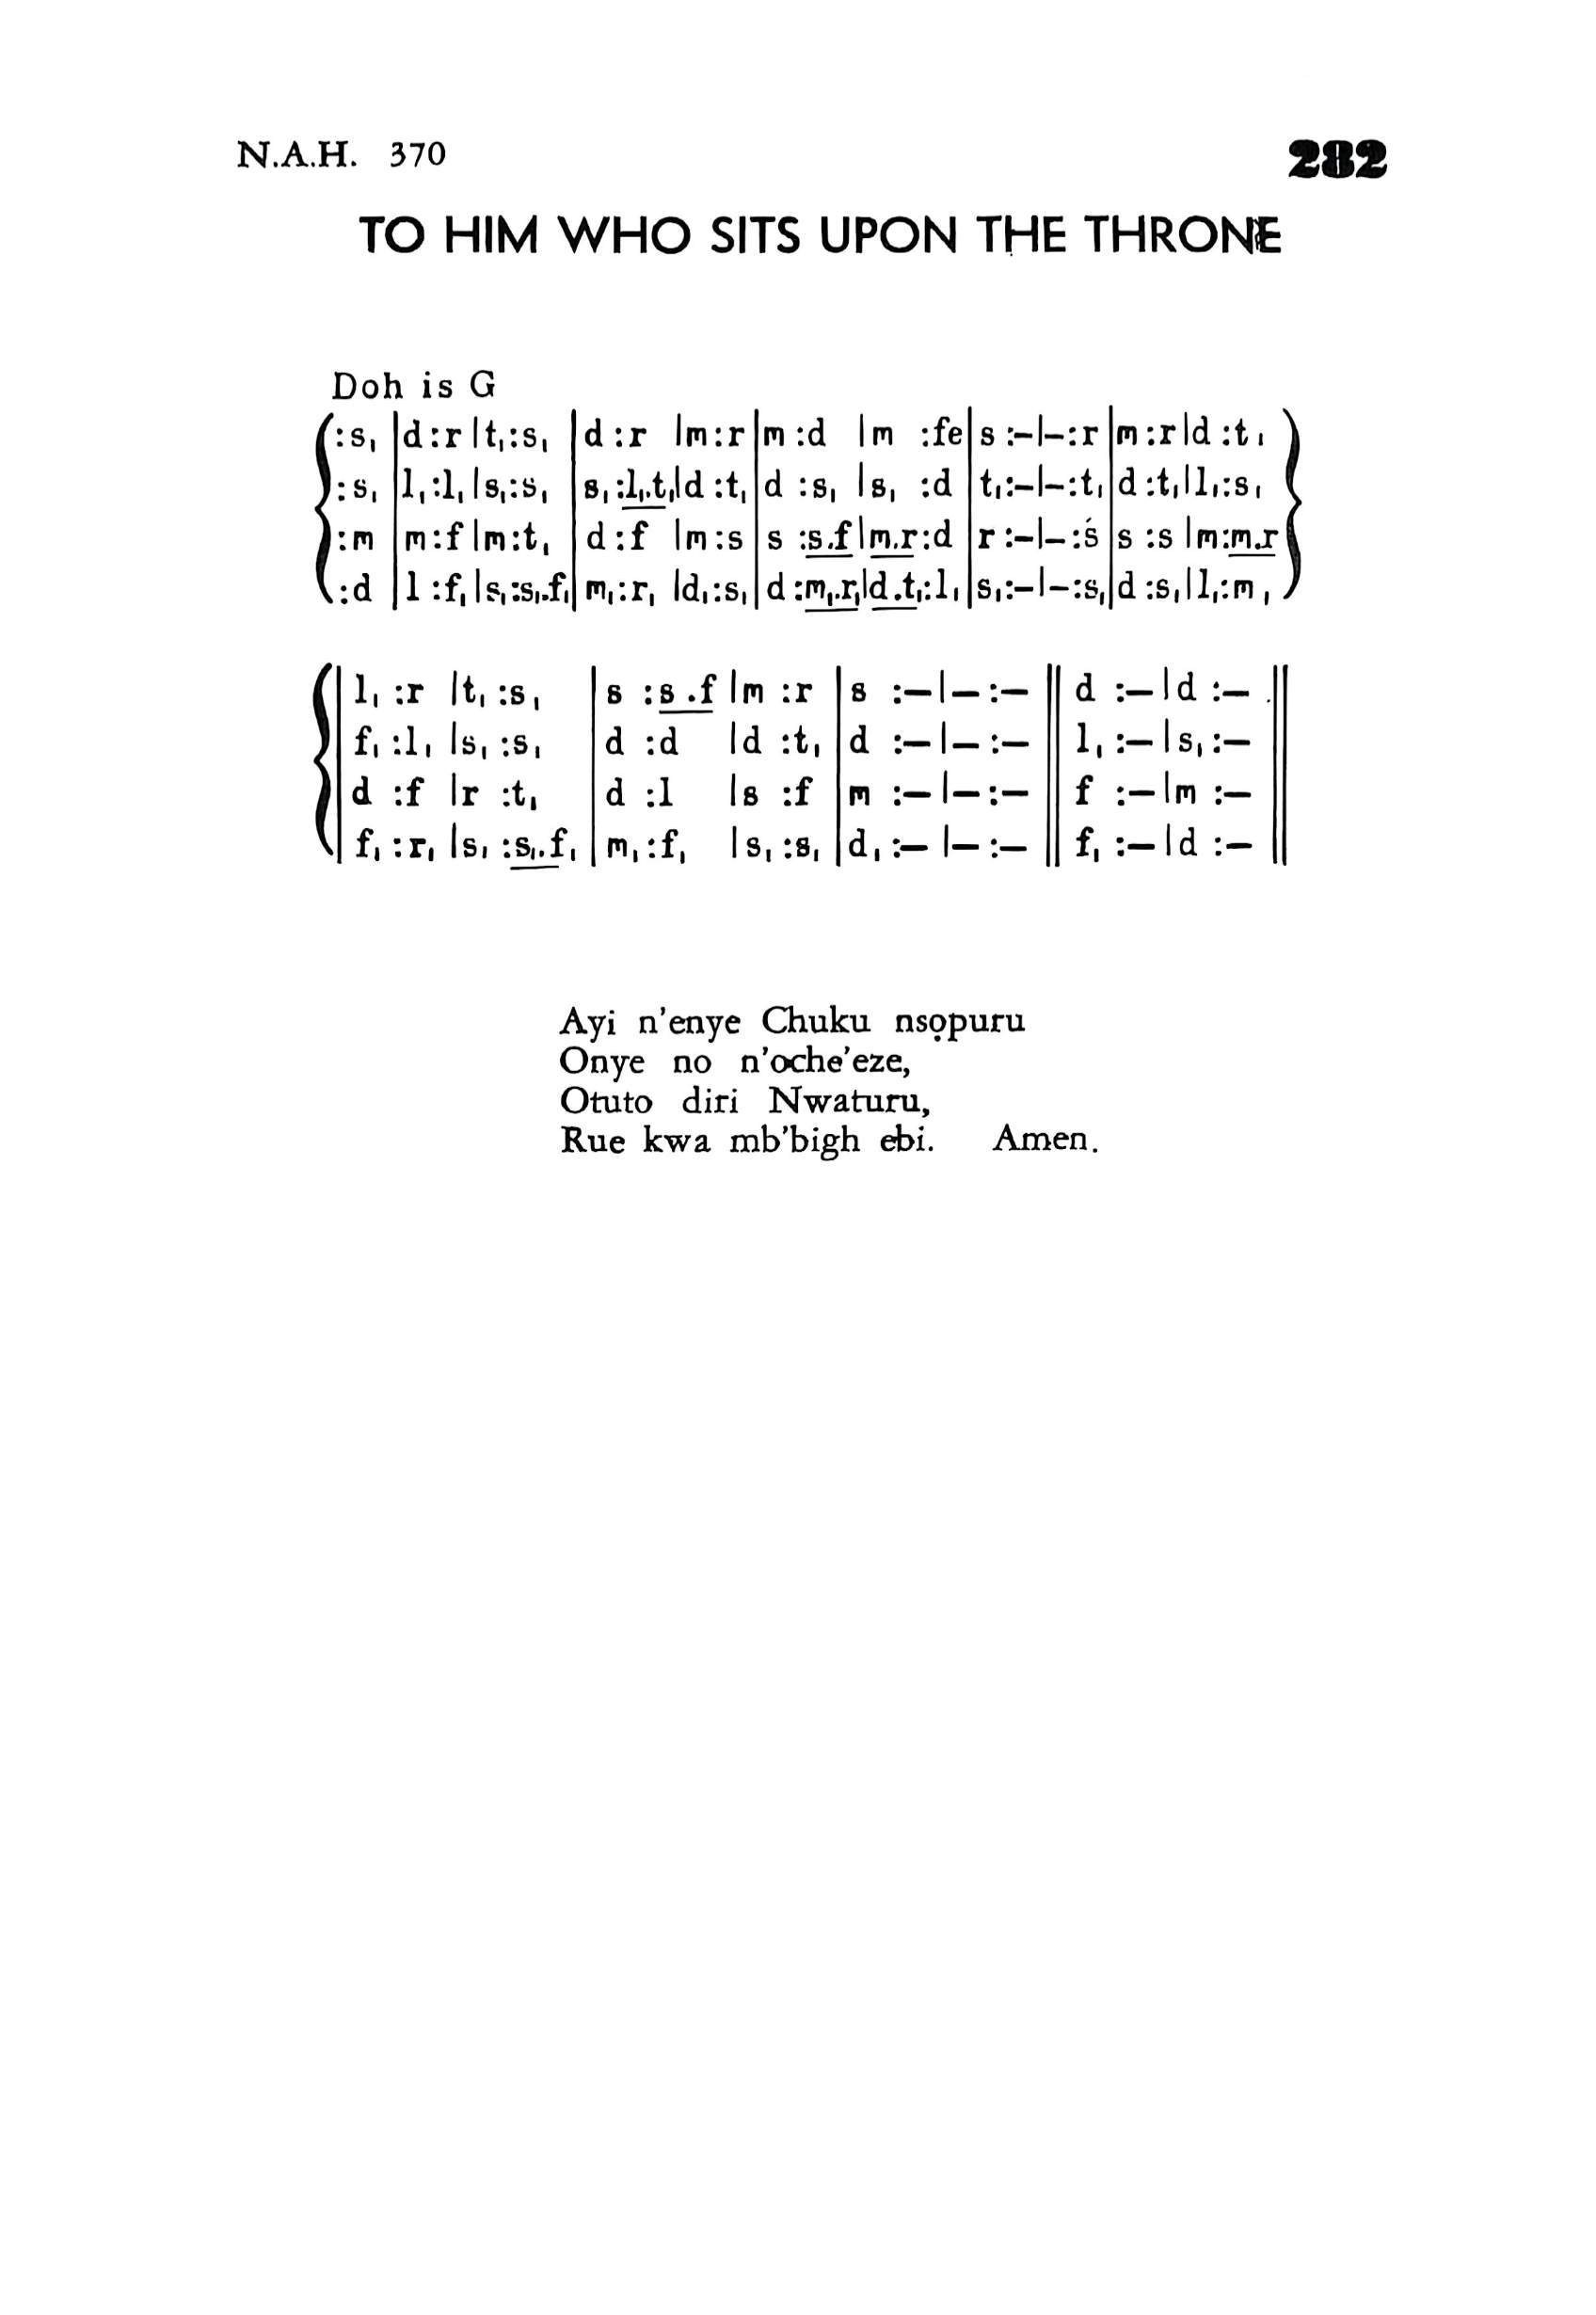 N.A.H. 370
282
TO HIM WHO SITS UPON THE THRONE
Doh is G
:s, |d:r|t,:s, |d:r |m:r|m:d |m :fe|s:–|–:r|m:r|d:t,
:s, |l,:l,|s,:s, |s,:l,.t,|d:t,|d :s, |s, :d |t,:–|–:t,|d:t,|l,:s,
:m |m:f|m:t, |d:f |m:s|s :s.f|m.r:d |r:–|–:ś|s:s|m:m.r
:d |l:f,|s,:s,.f,|m,:r, |d,:s,|d:m,.r,|d.t,:l,|s,:–|–:s,|d:s,|l,:m,
|l, :r |t, :s, |s :s.f |m :r |s :–|–:– ||d :–|d :– .||
f, :l, |s, :s, |d :d |d :t, |d :–|–:– ||l, :–|s,:– ||
d :f |r :t, |d :l |s :f |m :–|–:– ||f :–|m :– ||
|f, :r, |s, :s,.f, |m,:f, |s, :s, |d, :–|–:– ||f, :–|d :– ||
Ayi n'enye Chuku nsọpuru
Onye no n'oche'eze,
Otuto diri Nwaturu,
Rue kwa mb'bigh ebi. Amen.